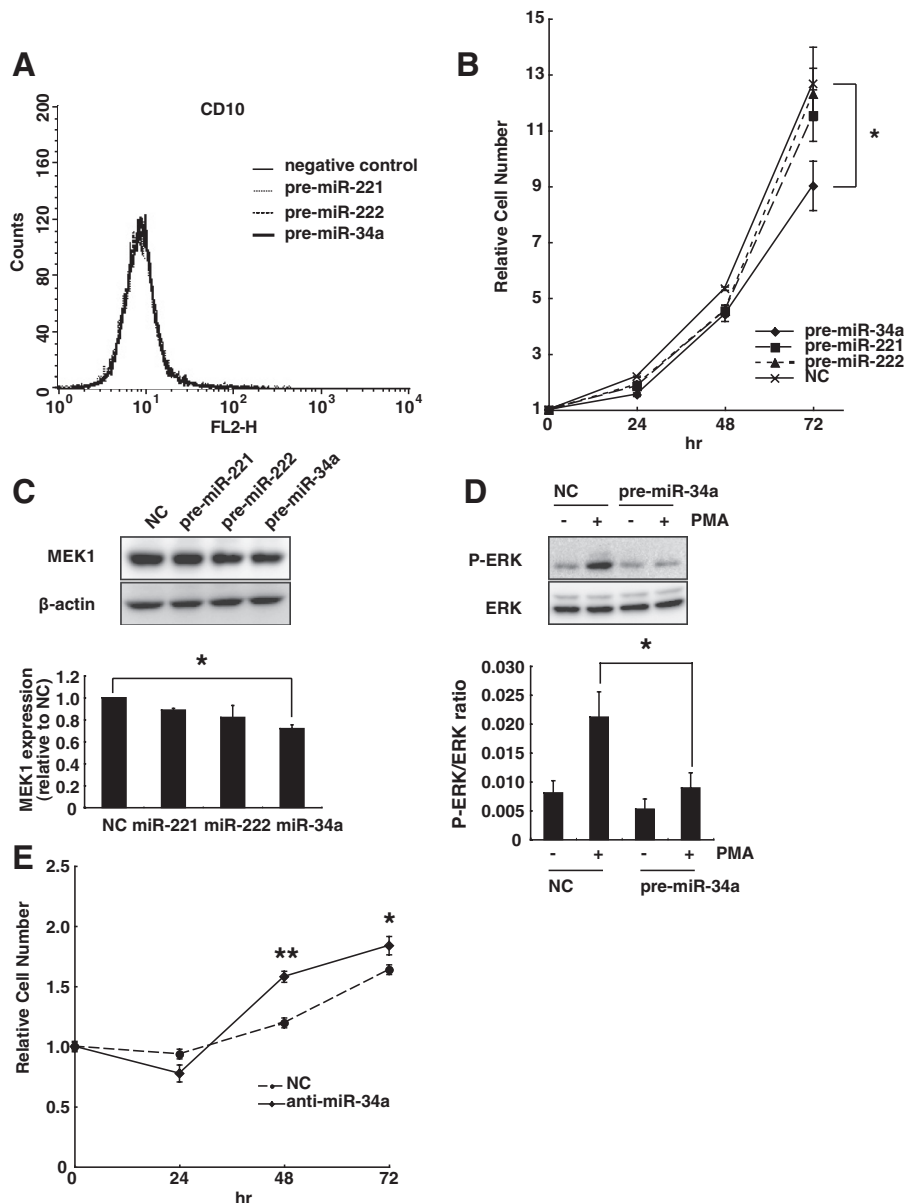 A
CD10
200
160
120
80
40
0
Counts
10^0
10^1
10^2
10^3
10^4
FL2-H
negative control
pre-miR-221
pre-miR-222
pre-miR-34a
B
15
13
11
9
7
5
3
1
Relative Cell Number
*
pre-miR-34a
pre-miR-221
pre-miR-222
NC
0
24
48
72
hr
C
NC
pre-miR-221
pre-miR-222
pre-miR-34a
MEK1
β-actin
*
1.2
1.0
0.8
0.6
0.4
0.2
0
MEK1 expression
(relative to NC)
NC miR-221 miR-222 miR-34a
D
NC pre-miR-34a
- + - + PMA
P-ERK
ERK
*
0.030
0.025
0.020
0.015
0.010
0.005
0
P-ERK/ERK ratio
- + - + PMA
NC pre-miR-34a
E
2.5
2.0
1.5
1.0
0.5
0
Relative Cell Number
**
*
NC
anti-miR-34a
0
24
48
72
hr